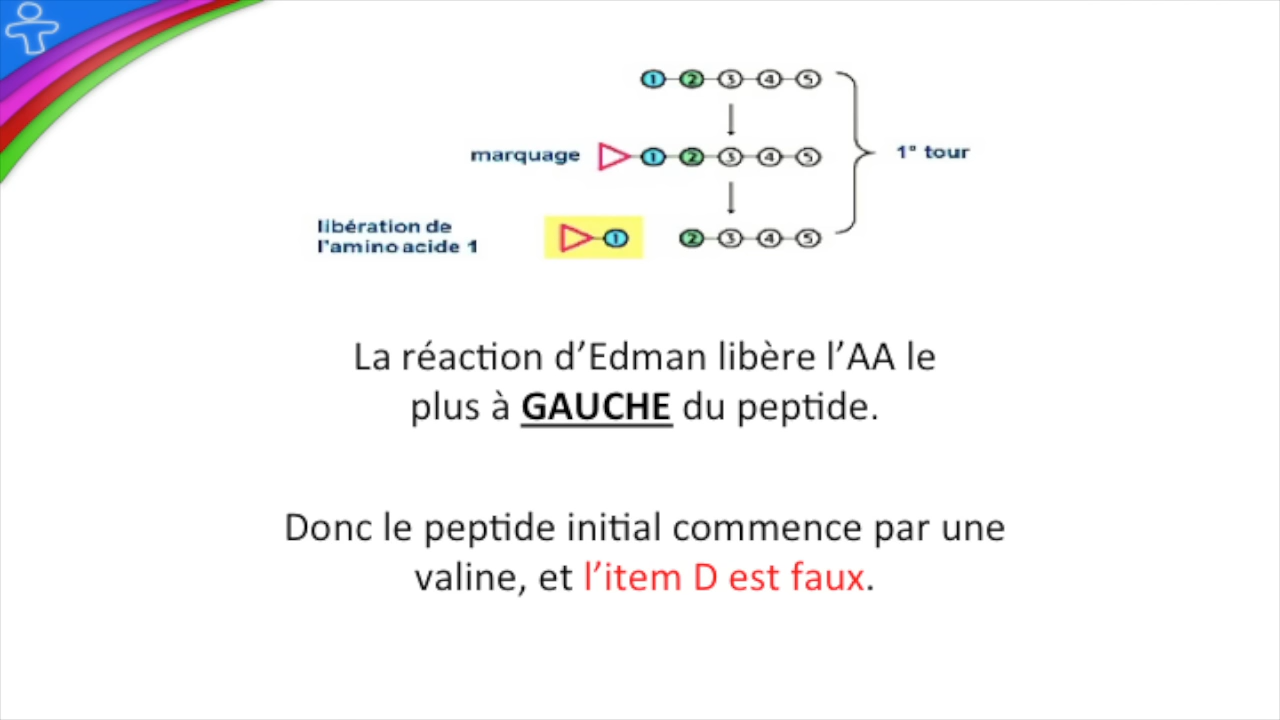 1 2 3 4 5
marquage 1 2 3 4 5 1° tour
libération de
l'amino acide 1
1 2 3 4 5
La réaction d'Edman libère l'AA le
plus à GAUCHE du peptide.
Donc le peptide initial commence par une
valine, et l'item D est faux.